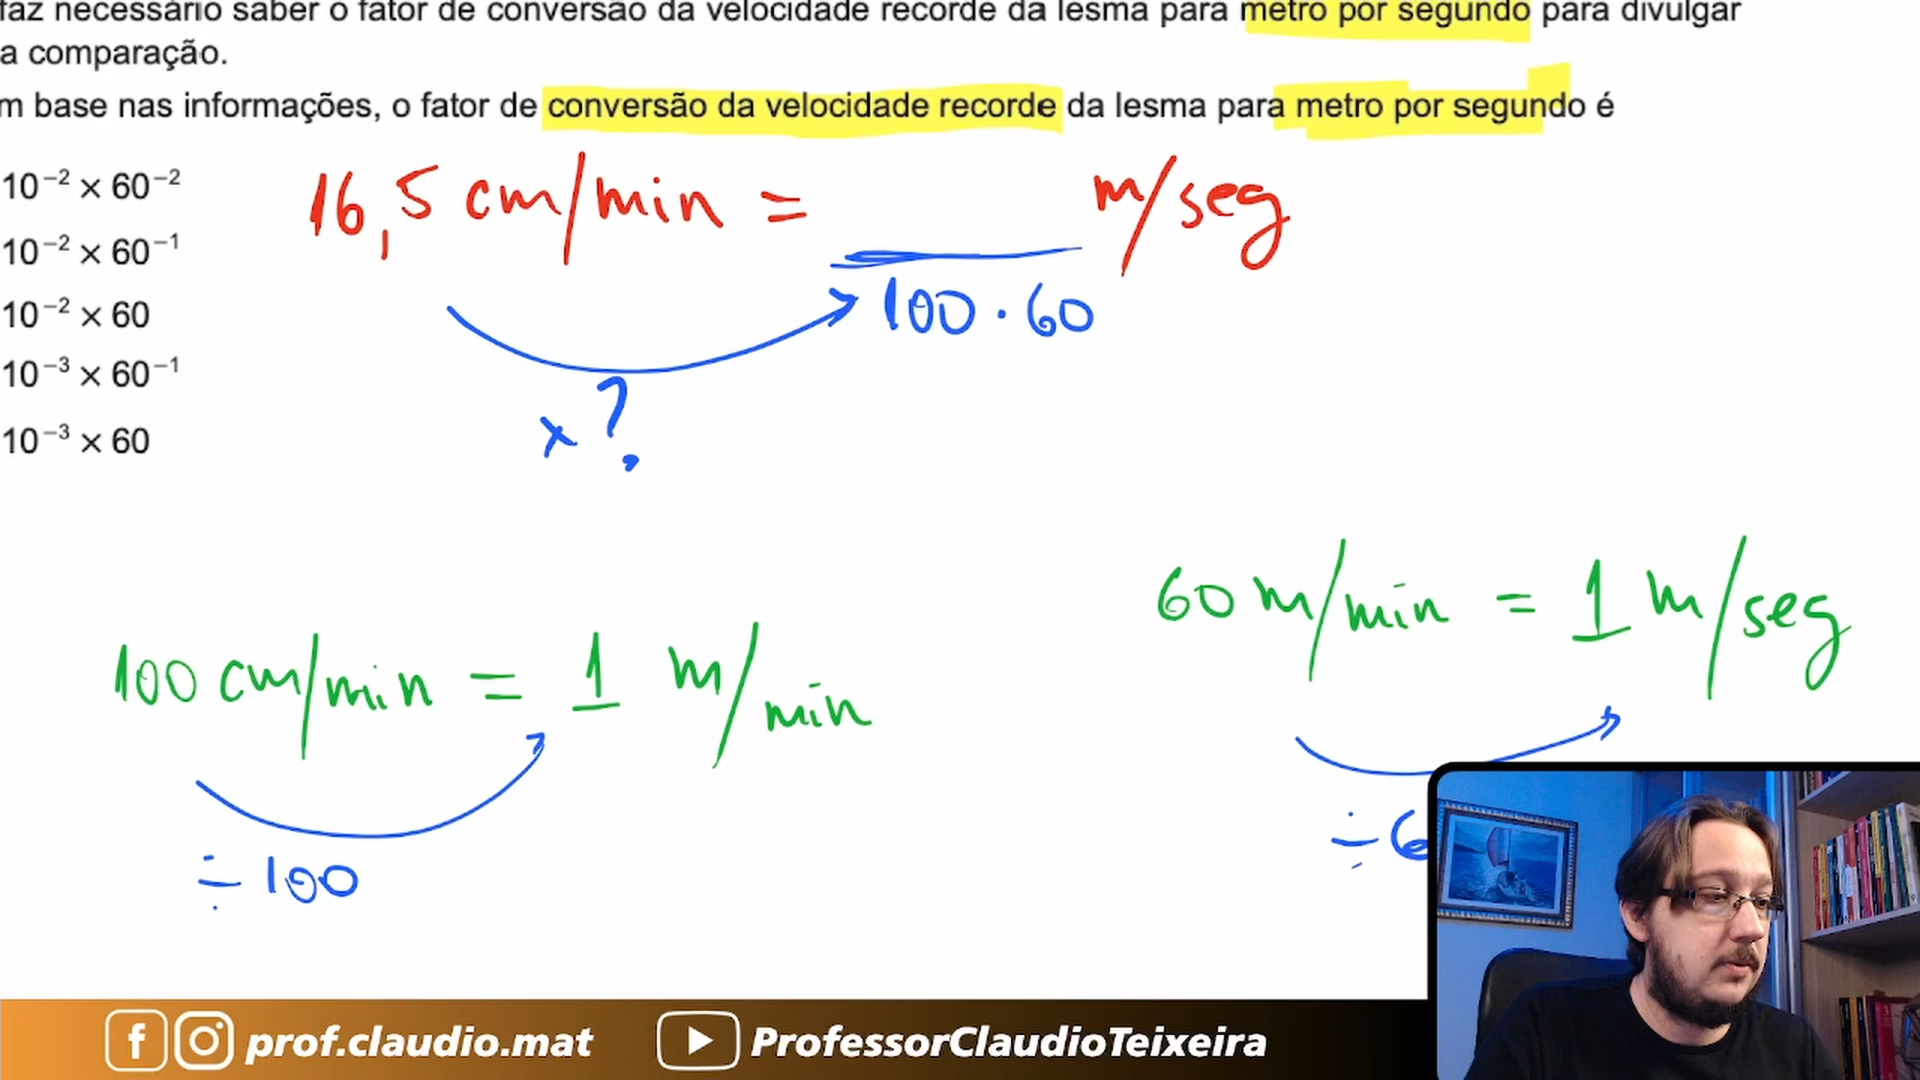 faz necessário saber o fator de conversão da velocidade recorde da lesma para metro por segundo para divulgar
a comparação.
m base nas informações, o fator de conversão da velocidade recorde da lesma para metro por segundo é
10⁻² × 60⁻²
10⁻² × 60⁻¹
10⁻² × 60
10⁻³ × 60⁻¹
10⁻³ × 60
16,5 cm/min = m/seg
100 · 60
× ?
60 m/min = 1 m/seg
100 cm/min = 1 m/min
÷ 6
÷ 100
prof.claudio.mat ProfessorClaudioTeixeira